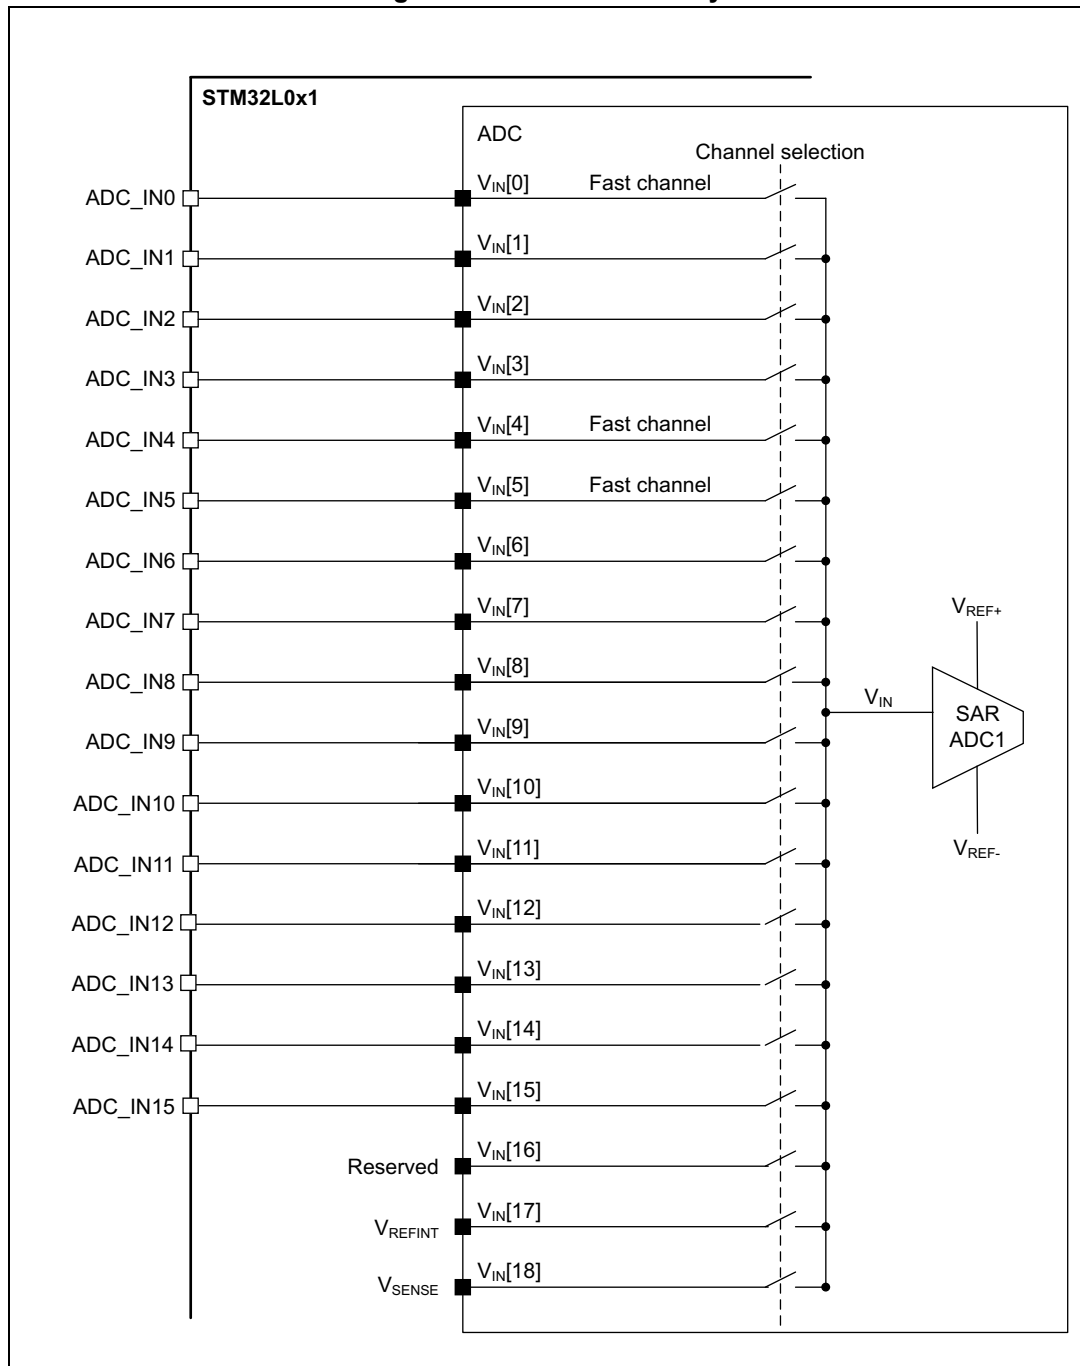 STM32L0x1
ADC
Channel selection
ADC_IN0 VIN[0] Fast channel
ADC_IN1 VIN[1]
ADC_IN2 VIN[2]
ADC_IN3 VIN[3]
ADC_IN4 VIN[4] Fast channel
ADC_IN5 VIN[5] Fast channel
ADC_IN6 VIN[6]
ADC_IN7 VIN[7]
VREF+
ADC_IN8 VIN[8]
VIN
SAR
ADC1
ADC_IN9 VIN[9]
ADC_IN10 VIN[10]
ADC_IN11 VIN[11]
VREF-
ADC_IN12 VIN[12]
ADC_IN13 VIN[13]
ADC_IN14 VIN[14]
ADC_IN15 VIN[15]
Reserved VIN[16]
VREFINT VIN[17]
VSENSE VIN[18]